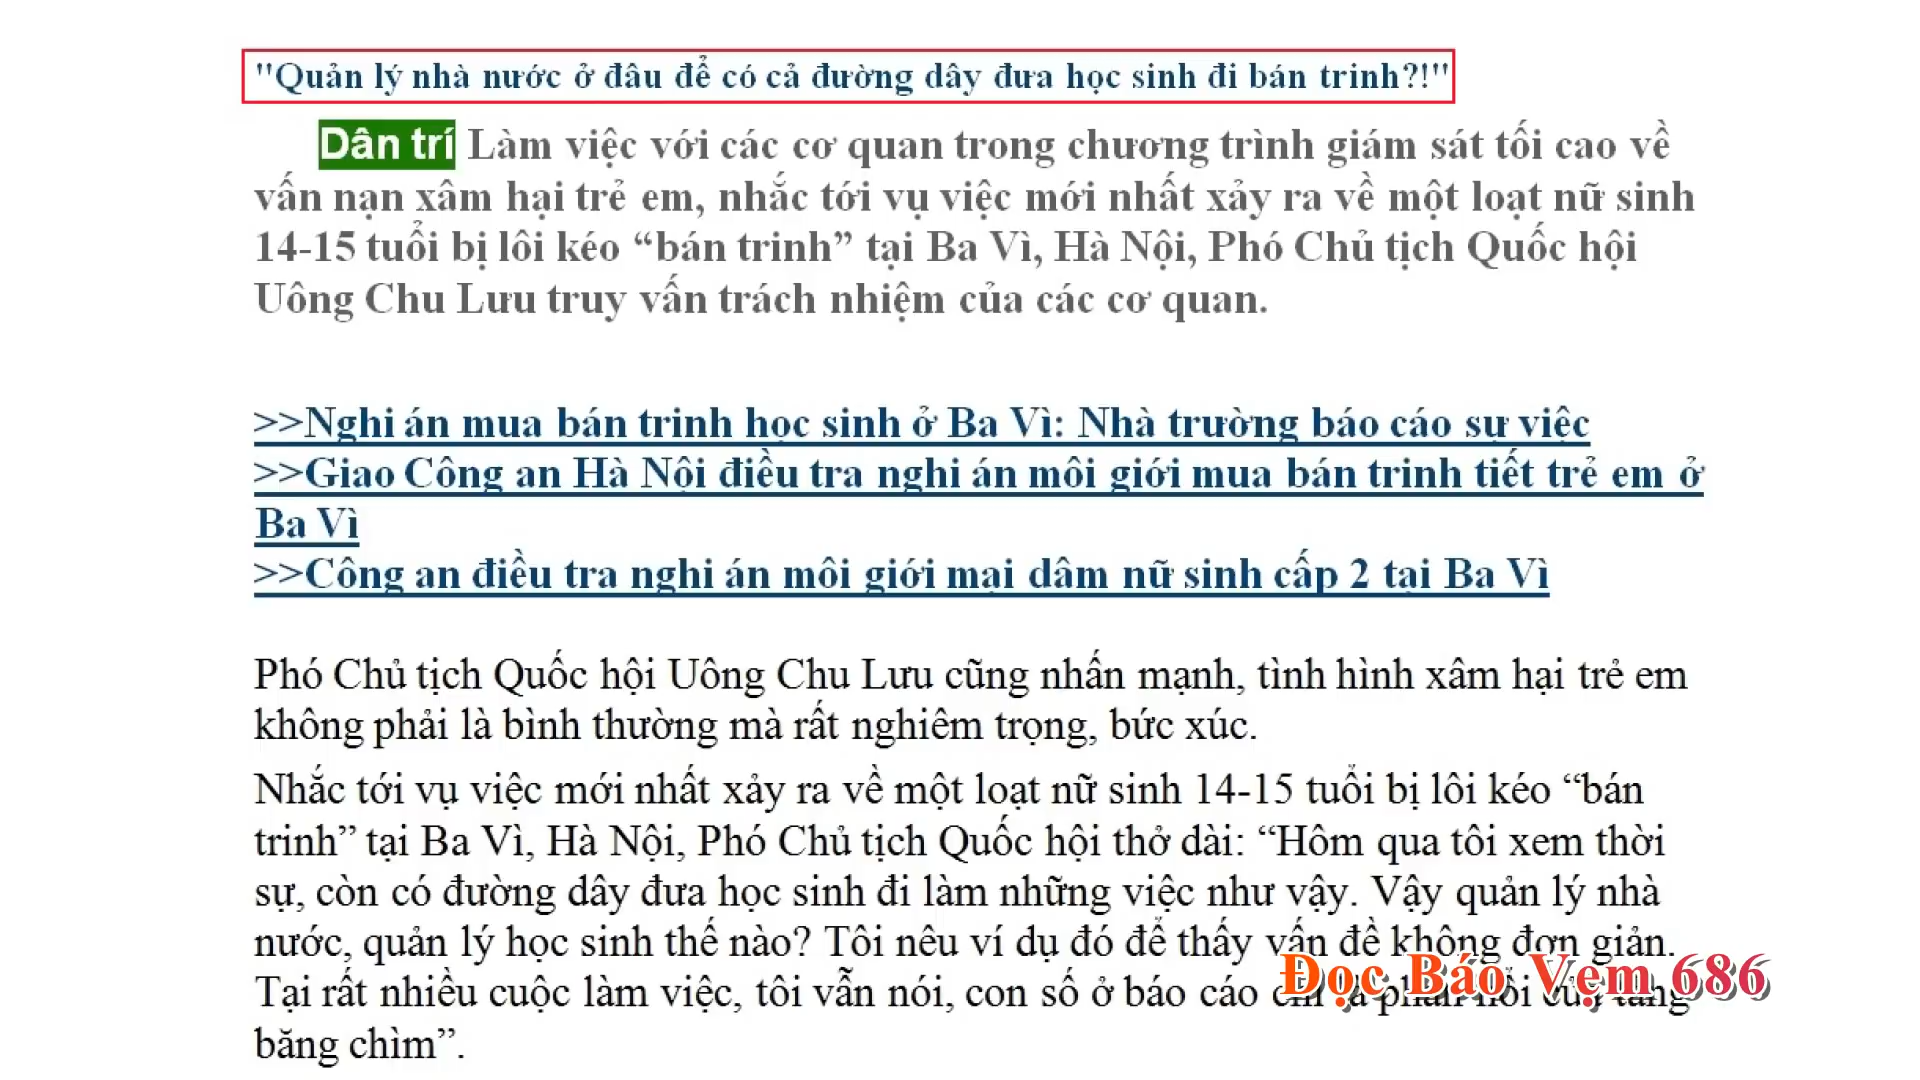 "Quản lý nhà nước ở đâu để có cả đường dây đưa học sinh đi bán trinh?!"
Dân trí Làm việc với các cơ quan trong chương trình giám sát tối cao về
vấn nạn xâm hại trẻ em, nhắc tới vụ việc mới nhất xảy ra về một loạt nữ sinh
14-15 tuổi bị lôi kéo “bán trinh” tại Ba Vì, Hà Nội, Phó Chủ tịch Quốc hội
Uông Chu Lưu truy vấn trách nhiệm của các cơ quan.
>>Nghi án mua bán trinh học sinh ở Ba Vì: Nhà trường báo cáo sự việc
>>Giao Công an Hà Nội điều tra nghi án môi giới mua bán trinh tiết trẻ em ở
Ba Vì
>>Công an điều tra nghi án môi giới mại dâm nữ sinh cấp 2 tại Ba Vì
Phó Chủ tịch Quốc hội Uông Chu Lưu cũng nhấn mạnh, tình hình xâm hại trẻ em
không phải là bình thường mà rất nghiêm trọng, bức xúc.
Nhắc tới vụ việc mới nhất xảy ra về một loạt nữ sinh 14-15 tuổi bị lôi kéo “bán
trinh” tại Ba Vì, Hà Nội, Phó Chủ tịch Quốc hội thở dài: “Hôm qua tôi xem thời
sự, còn có đường dây đưa học sinh đi làm những việc như vậy. Vậy quản lý nhà
nước, quản lý học sinh thế nào? Tôi nêu ví dụ đó để thấy vấn đề không đơn giản.
Tại rất nhiều cuộc làm việc, tôi vẫn nói, con số ở báo cáo chỉ là phần nổi của tảng
băng chìm”.
Đọc Báo Vẹm 686